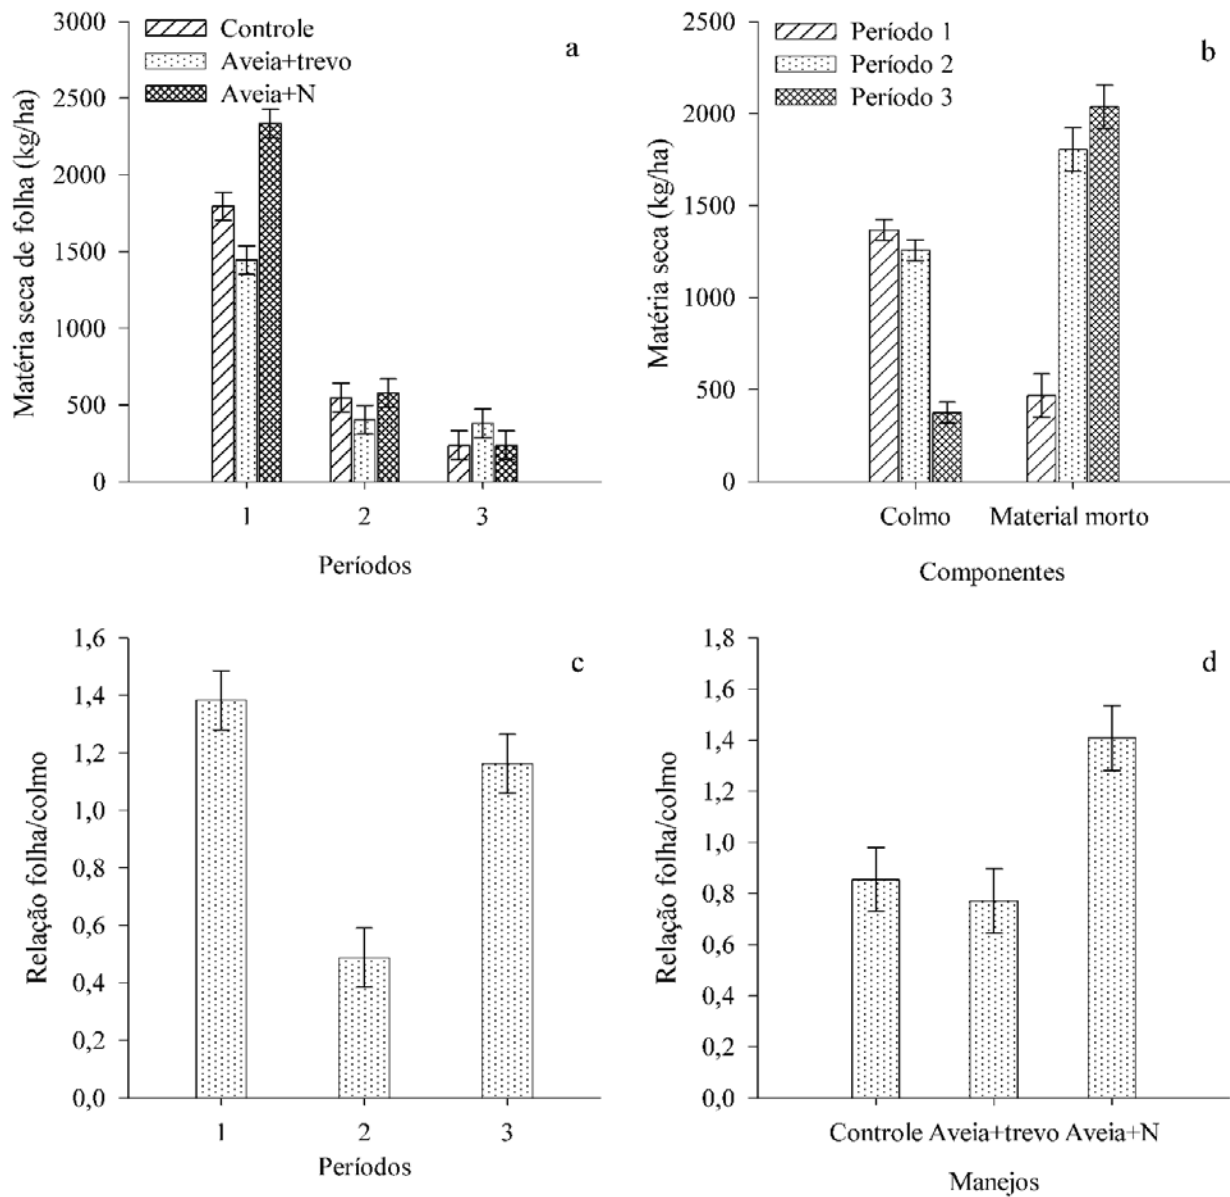 a
Controle
Aveia+trevo
Aveia+N
Matéria seca de folha (kg/ha)
3000
2500
2000
1500
1000
500
0
1 2 3
Períodos
b
Período 1
Período 2
Período 3
Matéria seca (kg/ha)
2500
2000
1500
1000
500
0
Colmo Material morto
Componentes
c
Relação folha/colmo
1,6
1,4
1,2
1,0
0,8
0,6
0,4
0,2
0,0
1 2 3
Períodos
d
Relação folha/colmo
1,8
1,6
1,4
1,2
1,0
0,8
0,6
0,4
0,2
0,0
Controle Aveia+trevo Aveia+N
Manejos